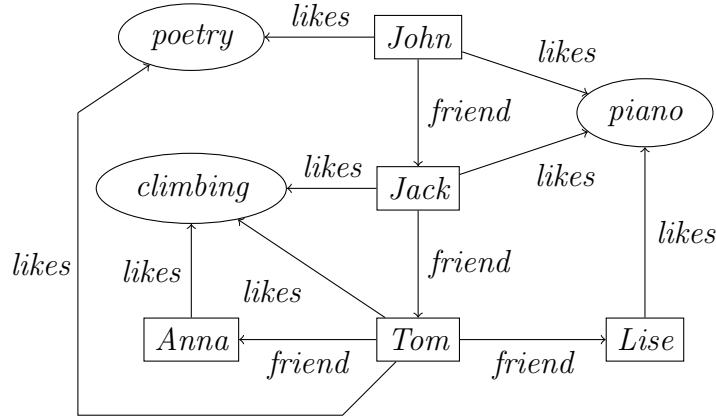 likes
poetry
John
likes
piano
friend
likes
climbing
Jack
likes
likes
friend
likes
likes
likes
Anna
Tom
Lise
friend
friend